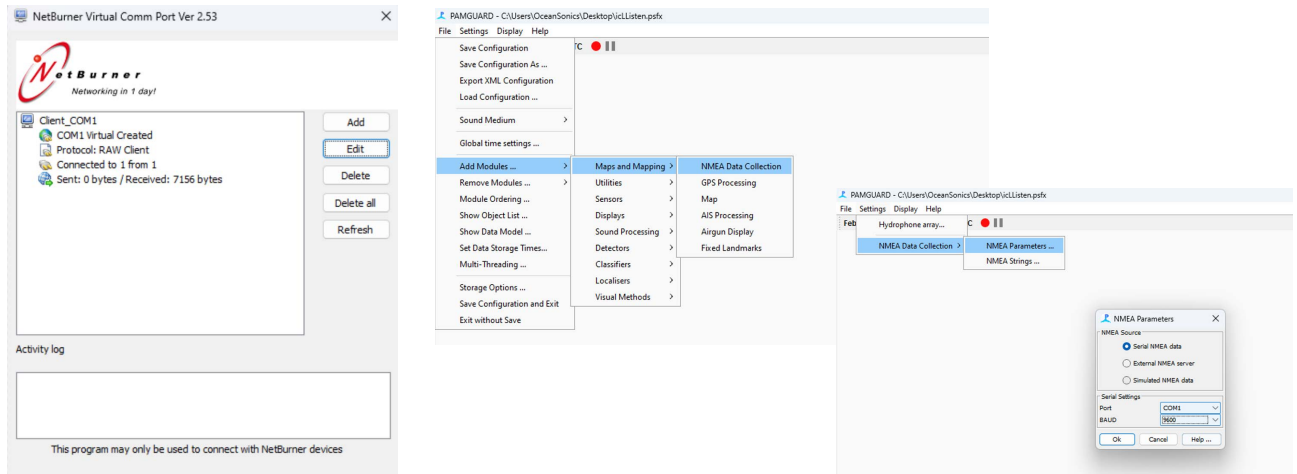 NetBurner Virtual Comm Port Ver 2.53
NetBurner
Networking in 1 day!
Client_COM1
COM1 Virtual Created
Protocol: RAW Client
Connected to 1 from 1
Sent: 0 bytes / Received: 7156 bytes
Add
Edit
Delete
Delete all
Refresh
Activity log
This program may only be used to connect with NetBurner devices
PAMGUARD - C:\Users\OceanSonics\Desktop\icLListen.psfx
File Settings Display Help
TC
Save Configuration
Save Configuration As ...
Export XML Configuration
Load Configuration ...
Sound Medium >
Global time settings ...
Add Modules ... >
Remove Modules ... >
Module Ordering ...
Show Object List ...
Show Data Model ...
Set Data Storage Times...
Multi-Threading ...
Storage Options ...
Save Configuration and Exit
Exit without Save
Maps and Mapping >
Utilities >
Sensors >
Displays >
Sound Processing >
Detectors >
Classifiers >
Localisers >
Visual Methods >
NMEA Data Collection
GPS Processing
Map
AIS Processing
Airgun Display
Fixed Landmarks
PAMGUARD - C:\Users\OceanSonics\Desktop\icLListen.psfx
File Settings Display Help
Feb
C
Hydrophone array...
NMEA Data Collection >
NMEA Parameters ...
NMEA Strings ...
NMEA Parameters
NMEA Source
Serial NMEA data
External NMEA server
Simulated NMEA data
Serial Settings
Port COM1
BAUD 9600
Ok Cancel Help ...